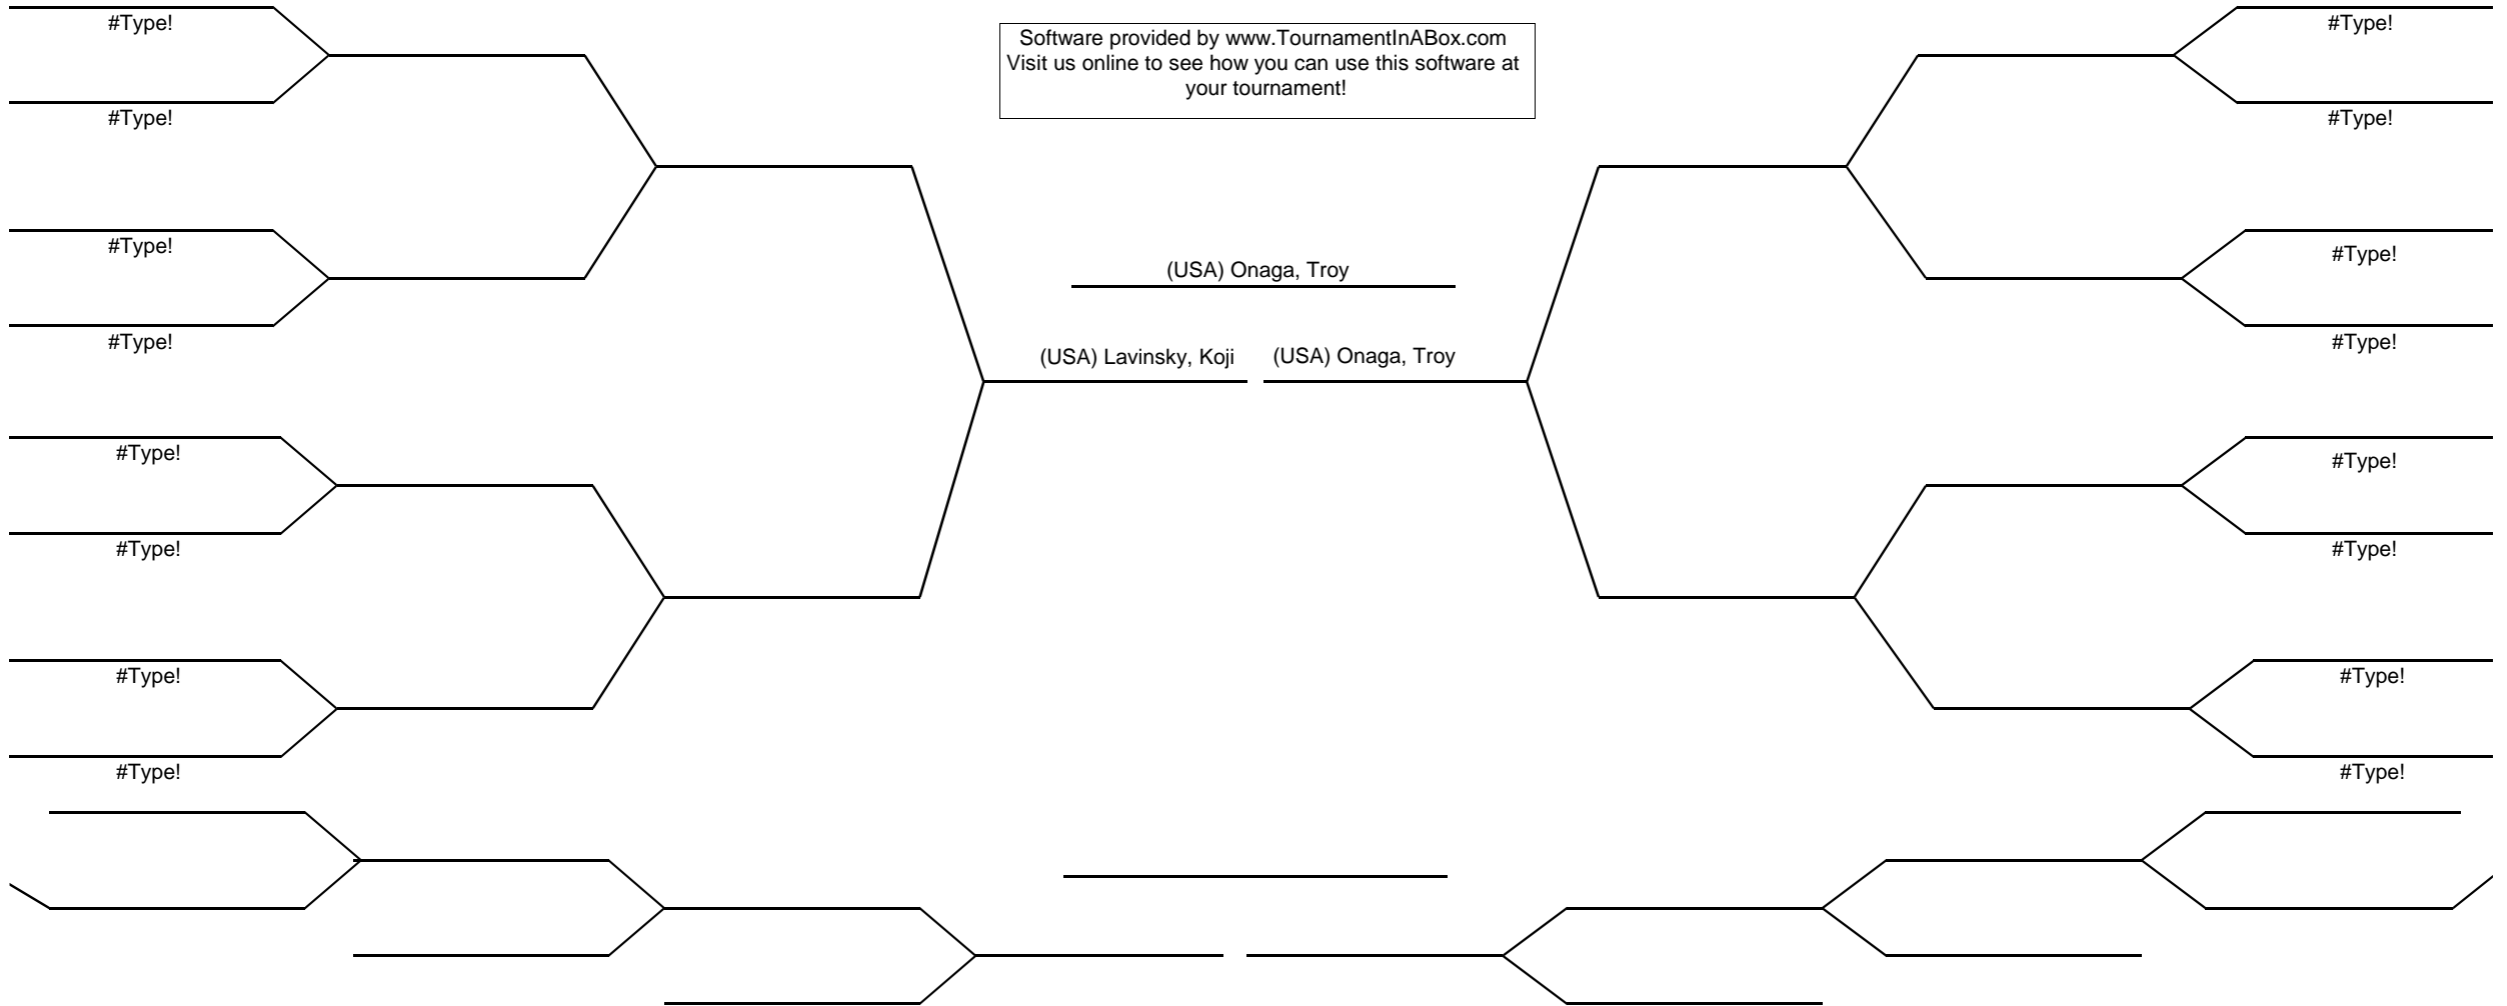 #Type!
#Type!
Software provided by www.TournamentInABox.com
Visit us online to see how you can use this software at
your tournament!
#Type!
#Type!
#Type!
#Type!
(USA) Onaga, Troy
#Type!
#Type!
(USA) Lavinsky, Koji
(USA) Onaga, Troy
#Type!
#Type!
#Type!
#Type!
#Type!
#Type!
#Type!
#Type!